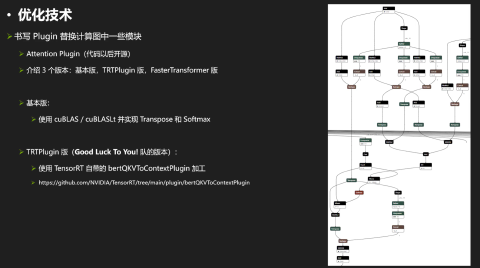 优化技术
书写 Plugin 替换计算图中一些模块
Attention Plugin（代码以后开源）
介绍 3 个版本：基本版，TRTPlugin 版，FasterTransformer 版
基本版：
使用 cuBLAS / cuBLASLt 并实现 Transpose 和 Softmax
TRTPlugin 版（Good Luck To You! 队的版本）：
使用 TensorRT 自带的 bertQKVToContextPlugin 加工
https://github.com/NVIDIA/TensorRT/tree/main/plugin/bertQKVToContextPlugin